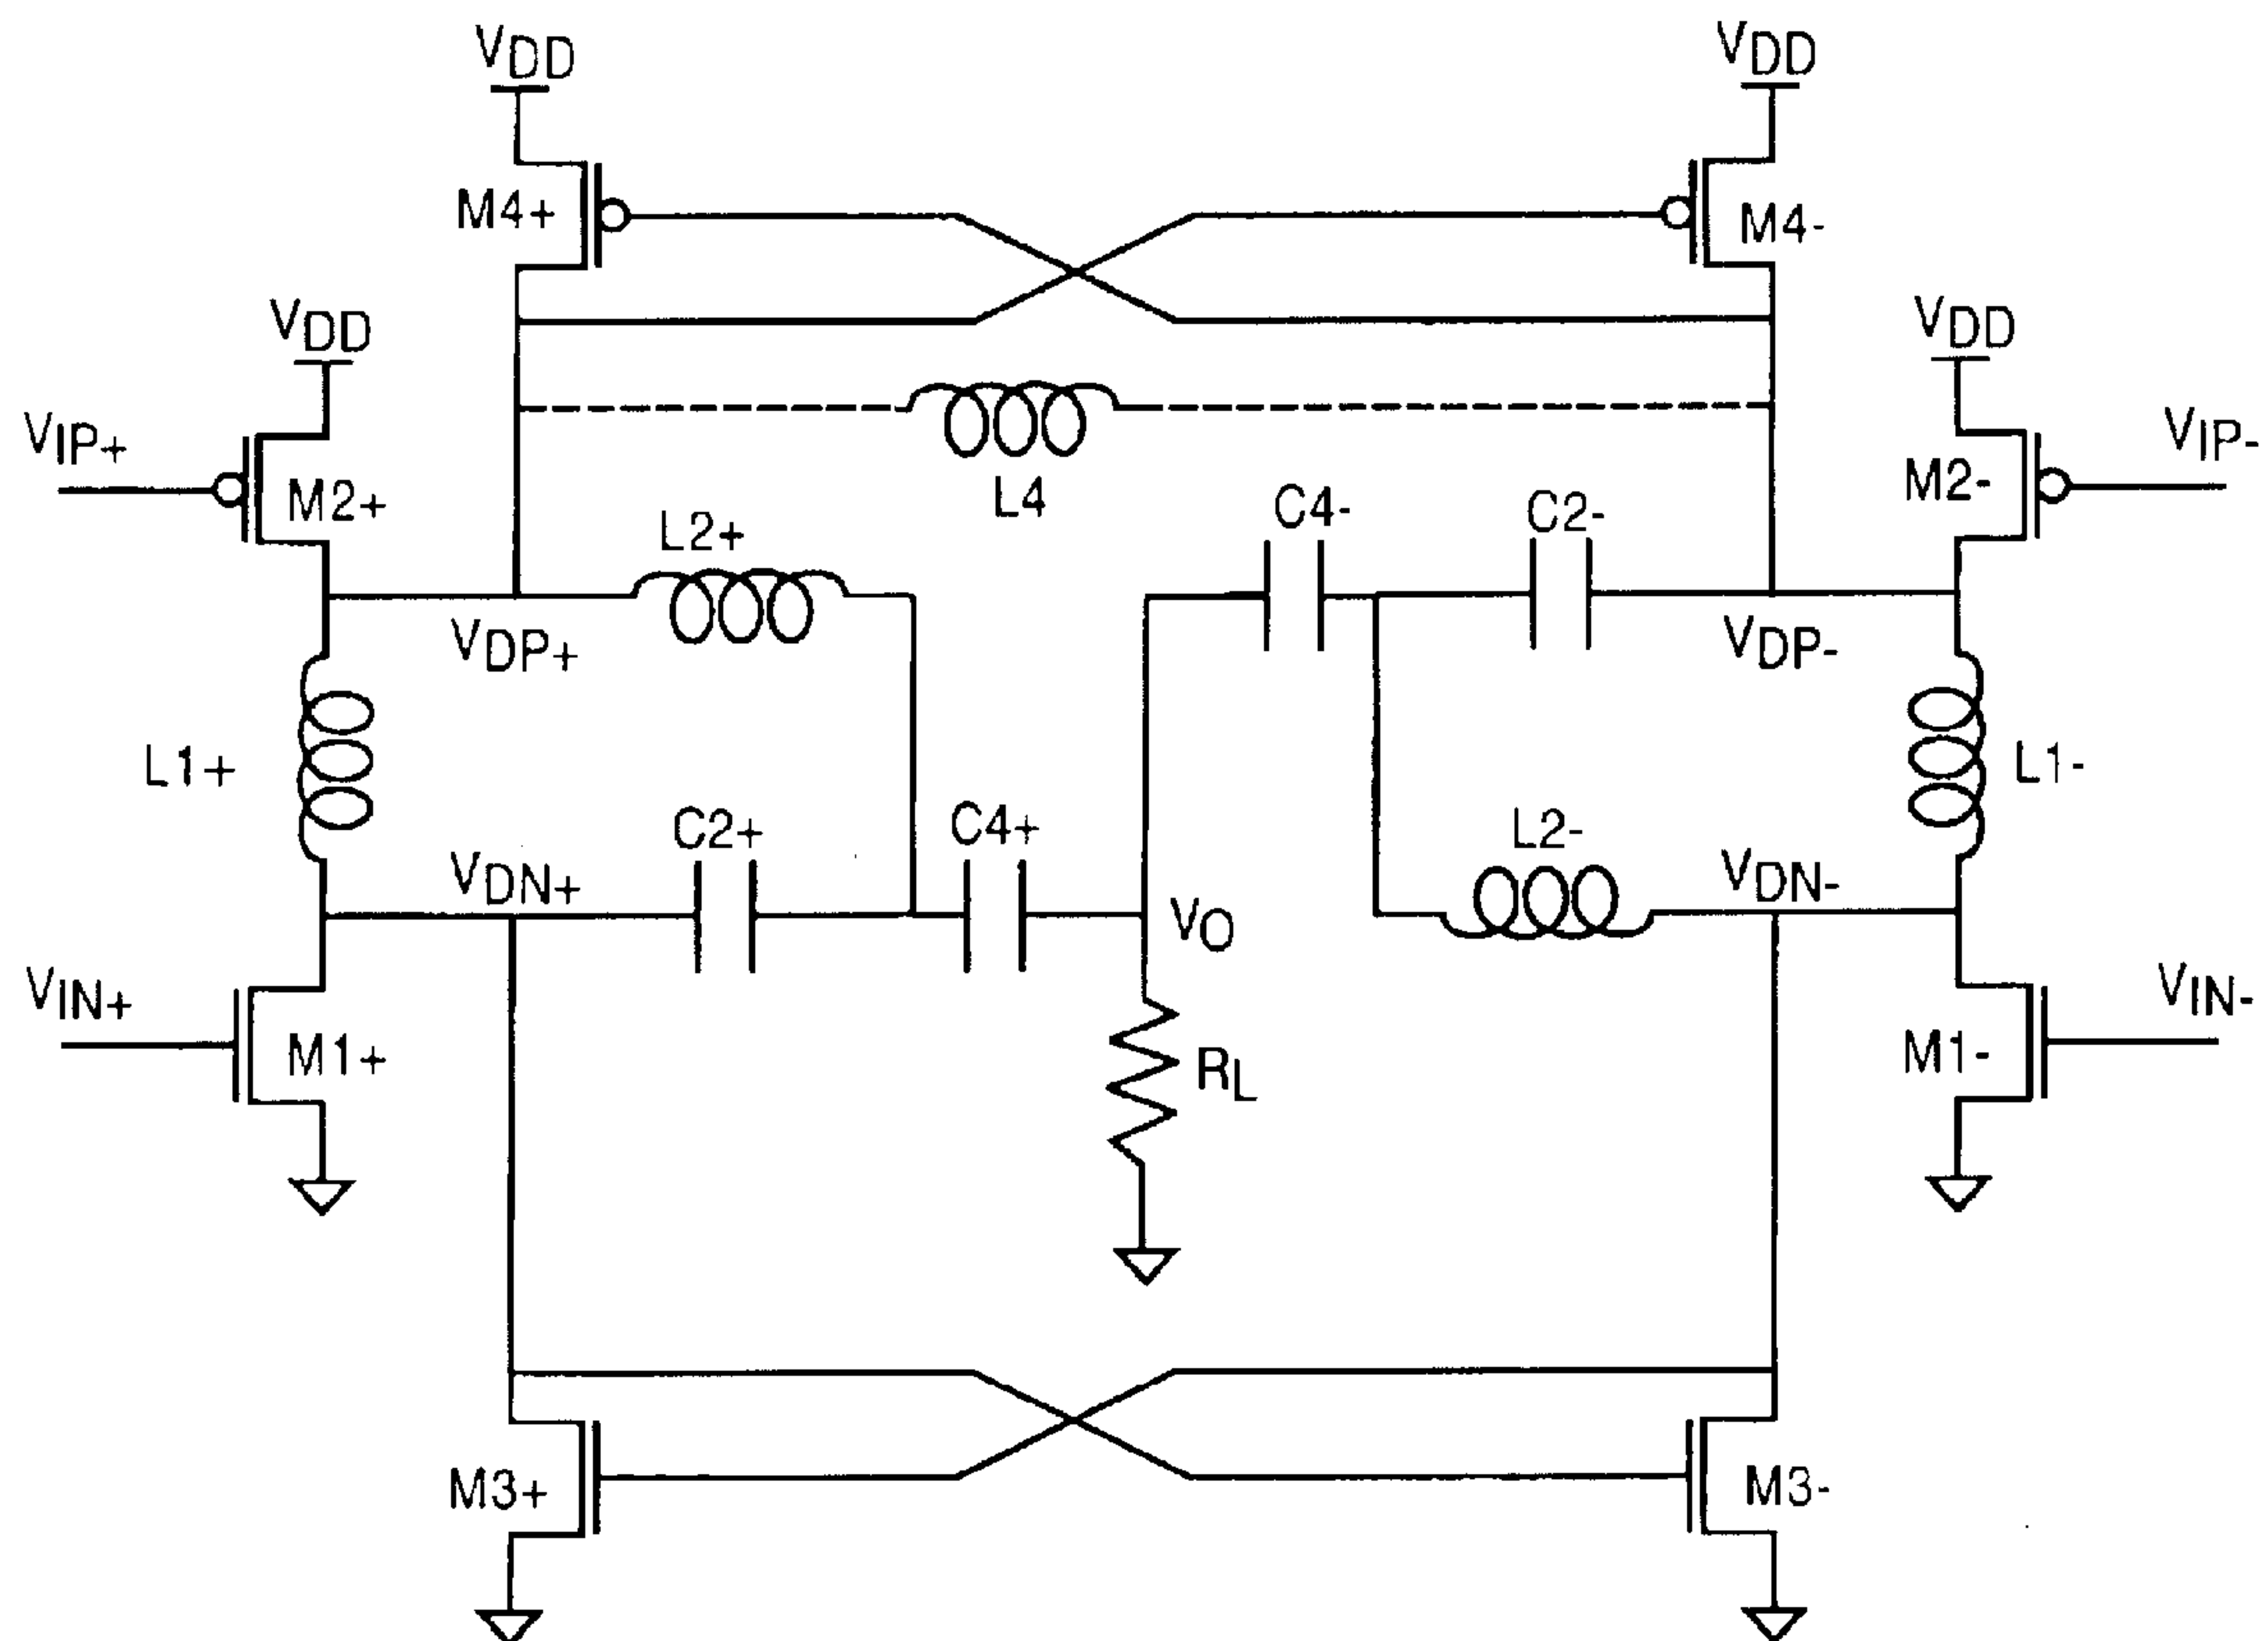 VDD
VDD
M4+
M4-
VDD
VDD
VIP+
VIP-
M2+
M2-
L4
C4-
C2-
L2+
VDP+
VDP-
L1+
L1-
C2+
C4+
L2-
VDN+
VDN-
VO
VIN+
VIN-
M1+
M1-
RL
M3+
M3-